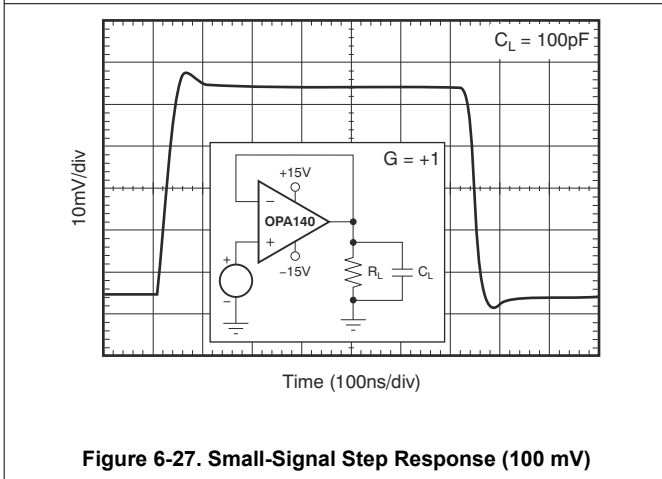 C_L = 100pF
10mV/div
G = +1
+15V
−
OPA140
+
−15V
+
−
R_L
C_L
Time (100ns/div)
Figure 6-27. Small-Signal Step Response (100 mV)